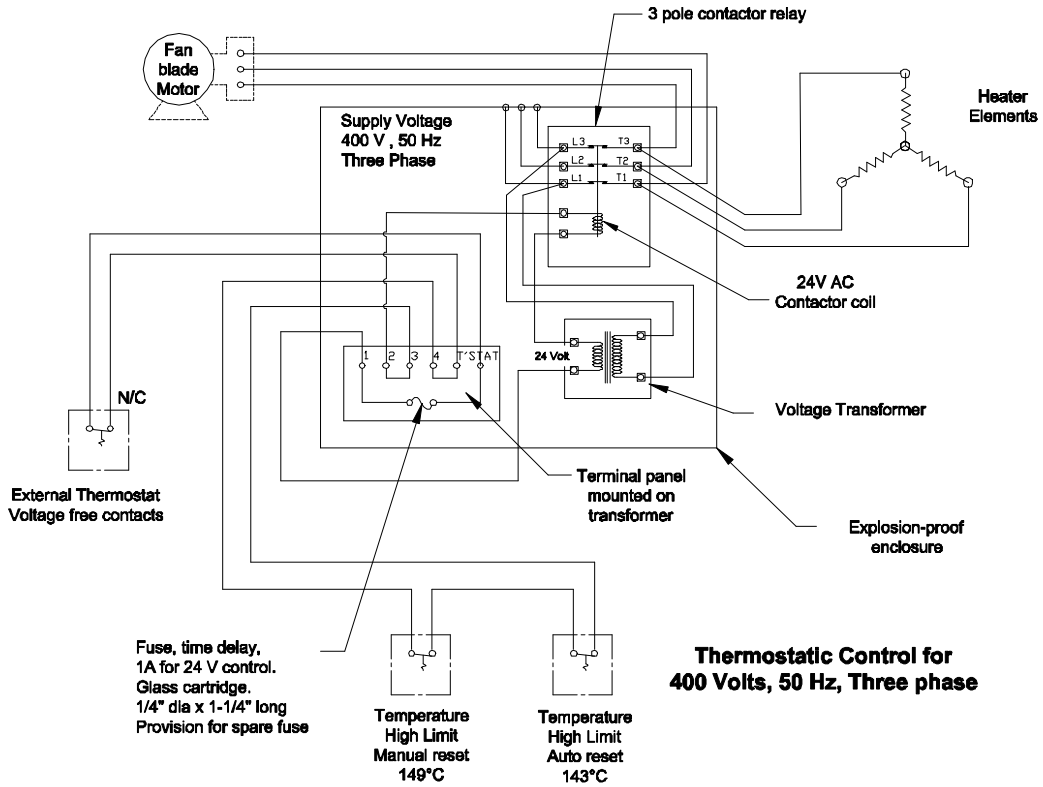 3 pole contactor relay
Fan
blade
Motor
Heater
Elements
Supply Voltage
400 V , 50 Hz
Three Phase
L3
T3
L2
T2
L1
T1
24V AC
Contactor coil
1
2
3
4
T'STAT
24 Volt
Voltage Transformer
N/C
External Thermostat
Voltage free contacts
Terminal panel
mounted on
transformer
Explosion-proof
enclosure
Fuse, time delay,
1A for 24 V control.
Glass cartridge.
1/4" dia x 1-1/4" long
Provision for spare fuse
Thermostatic Control for
400 Volts, 50 Hz, Three phase
Temperature
High Limit
Manual reset
149°C
Temperature
High Limit
Auto reset
143°C